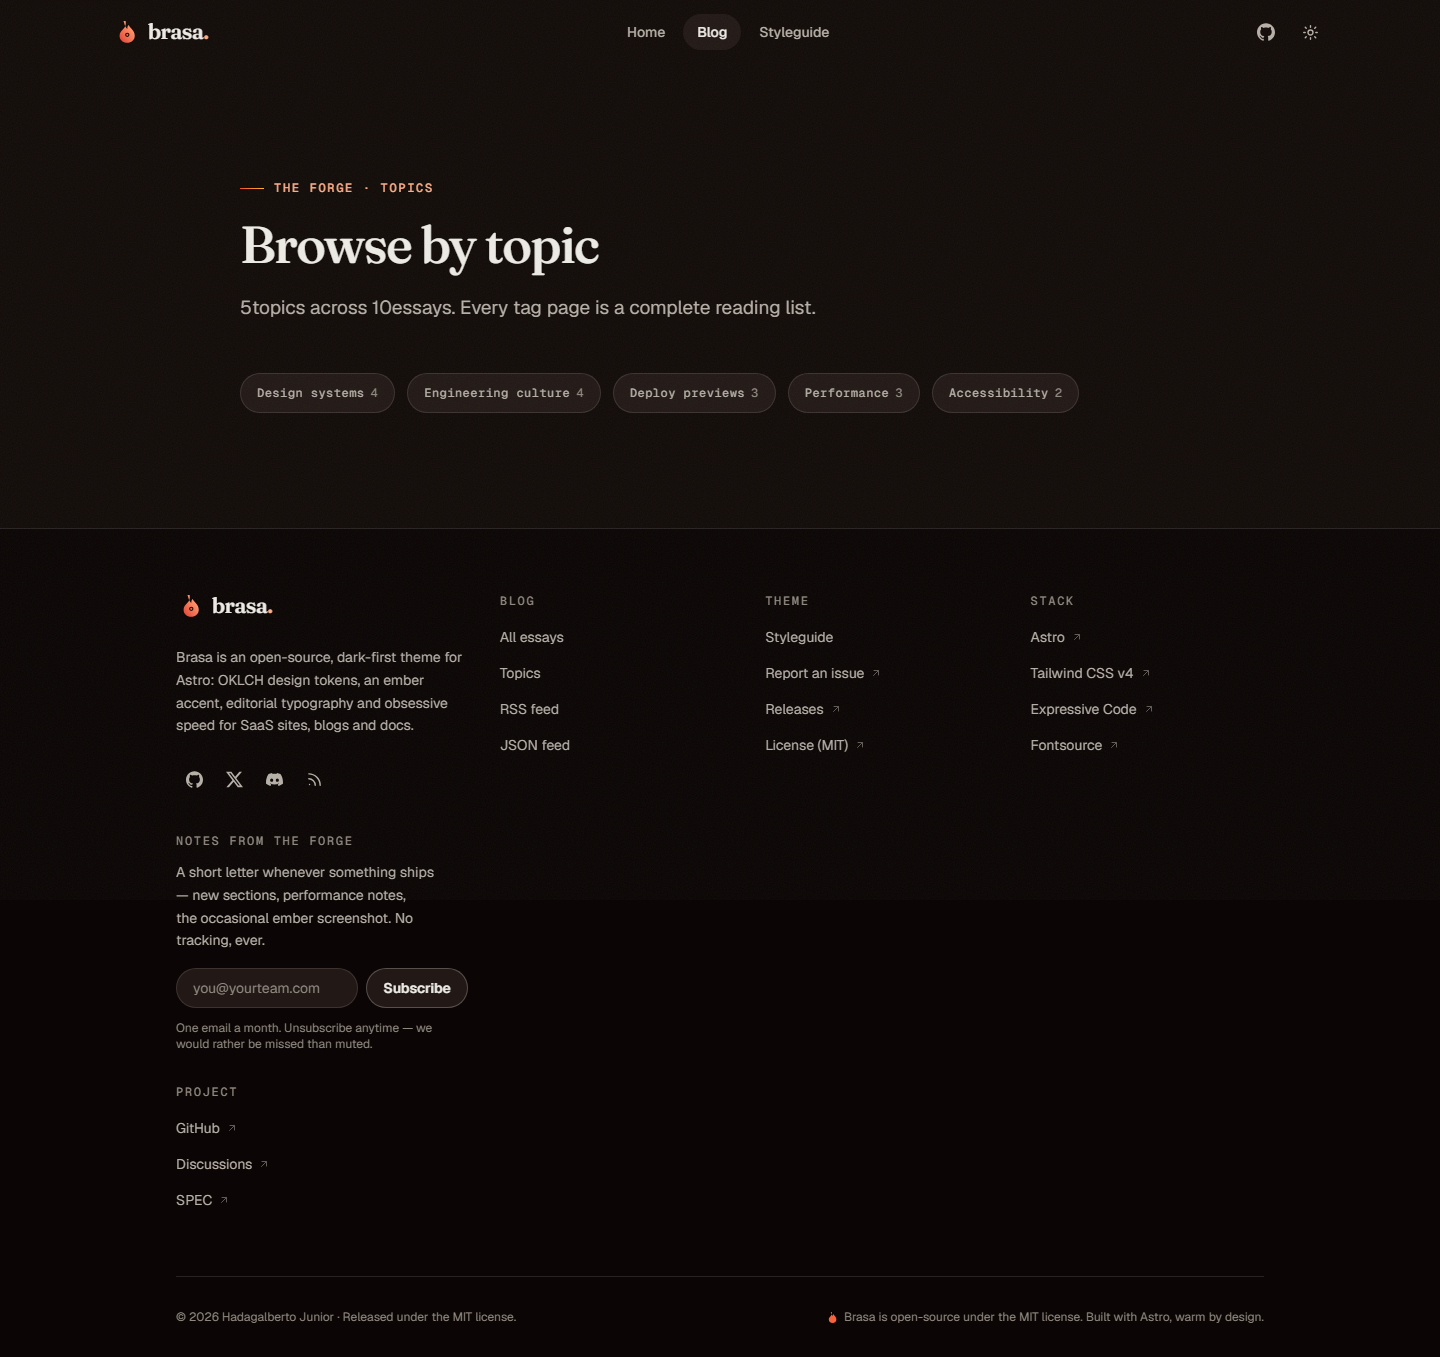 brasa.
Home
Blog
Styleguide
THE FORGE · TOPICS
Browse by topic
5topics across 10essays. Every tag page is a complete reading list.
Design systems 4
Engineering culture 4
Deploy previews 3
Performance 3
Accessibility 2
brasa.
Brasa is an open-source, dark-first theme for
Astro: OKLCH design tokens, an ember
accent, editorial typography and obsessive
speed for SaaS sites, blogs and docs.
NOTES FROM THE FORGE
A short letter whenever something ships
— new sections, performance notes,
the occasional ember screenshot. No
tracking, ever.
you@yourteam.com
Subscribe
One email a month. Unsubscribe anytime — we
would rather be missed than muted.
BLOG
All essays
Topics
RSS feed
JSON feed
THEME
Styleguide
Report an issue ↗
Releases ↗
License (MIT) ↗
STACK
Astro ↗
Tailwind CSS v4 ↗
Expressive Code ↗
Fontsource ↗
PROJECT
GitHub ↗
Discussions ↗
SPEC ↗
© 2026 Hadagalberto Junior · Released under the MIT license.
Brasa is open-source under the MIT license. Built with Astro, warm by design.